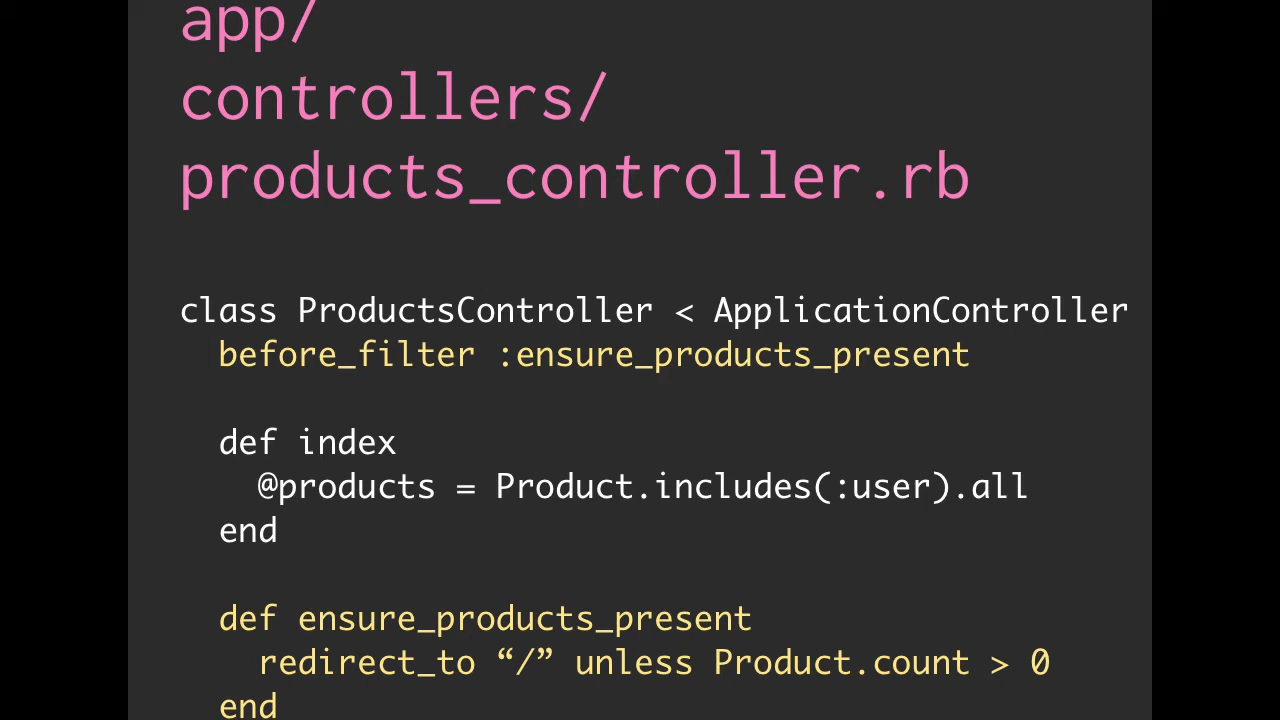 app/
controllers/
products_controller.rb
class ProductsController < ApplicationController
before_filter :ensure_products_present
def index
@products = Product.includes(:user).all
end
def ensure_products_present
redirect_to “/” unless Product.count > 0
end